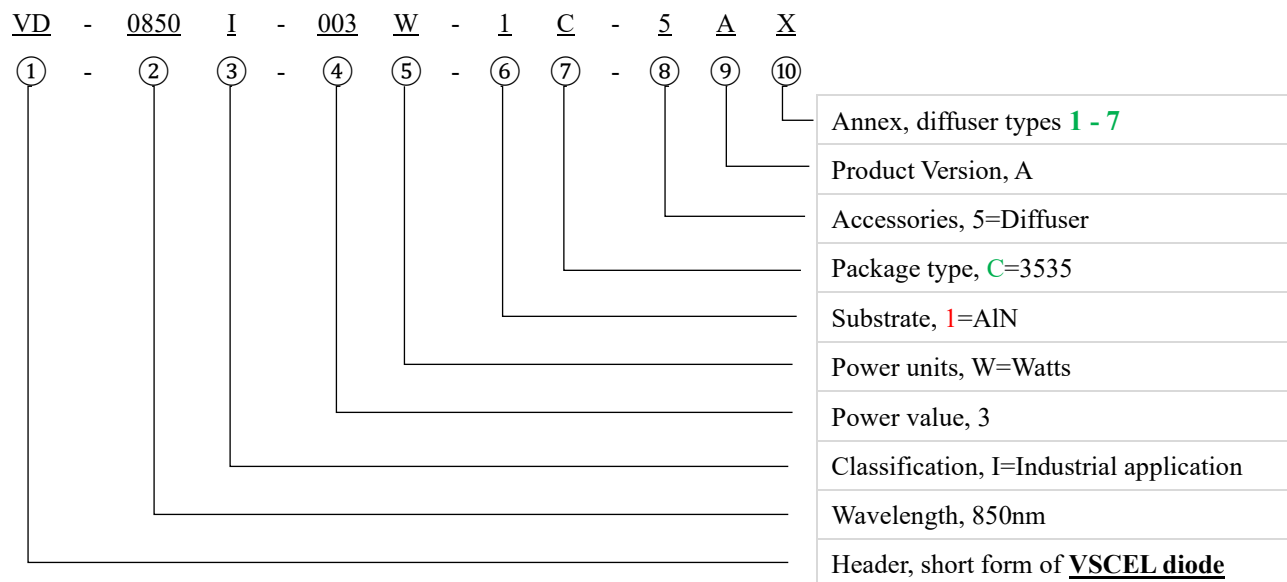 VD - 0850 I - 003 W - 1 C - 5 A X
① - ② ③ - ④ ⑤ - ⑥ ⑦ - ⑧ ⑨ ⑩
Annex, diffuser types 1 - 7
Product Version, A
Accessories, 5=Diffuser
Package type, C=3535
Substrate, 1=AlN
Power units, W=Watts
Power value, 3
Classification, I=Industrial application
Wavelength, 850nm
Header, short form of VSCEL diode